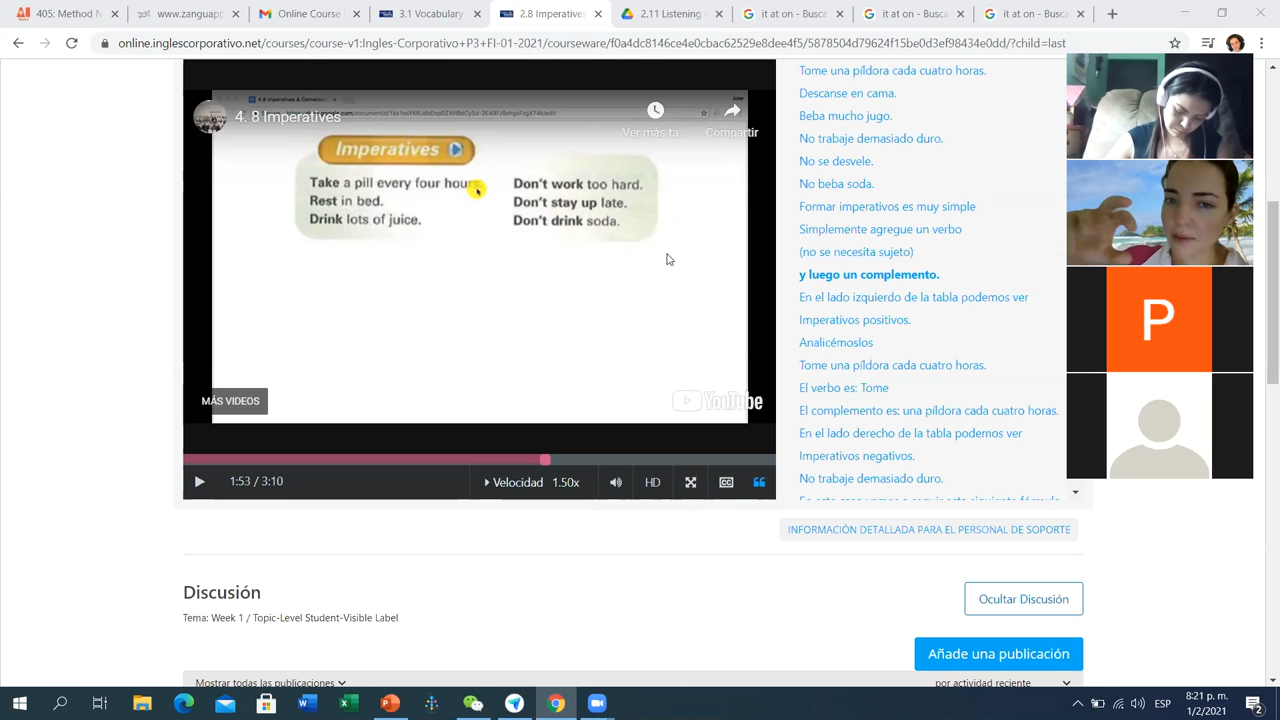 405: Method N
www.zanguapp.
Online Course
3.1 Vocabulary
2.8 Imperatives
2.11 Listening
it at on - Busca
it on - Busca
online.inglescorporativo.net/courses/course-v1:Ingles-Corporativo+P3+FI-01-2021/courseware/f0a4dc8146ce4e0cbac62529e8dee4f5/5878504d79624f15be0d3ef98434e0dd/?child=last
4. 8 Imperatives
Ver más ta...
Compartir
Imperatives
Take a pill every four hours
Rest in bed.
Drink lots of juice.
Don't work too hard.
Don't stay up late.
Don't drink soda.
MÁS VIDEOS
YouTube
1:53 / 3:10
Velocidad 1.50x
HD
Tome una píldora cada cuatro horas.
Descanse en cama.
Beba mucho jugo.
No trabaje demasiado duro.
No se desvele.
No beba soda.
Formar imperativos es muy simple
Simplemente agregue un verbo
(no se necesita sujeto)
y luego un complemento.
En el lado izquierdo de la tabla podemos ver
Imperativos positivos.
Analicémoslos
Tome una píldora cada cuatro horas.
El verbo es: Tome
El complemento es: una píldora cada cuatro horas.
En el lado derecho de la tabla podemos ver
Imperativos negativos.
No trabaje demasiado duro.
P
INFORMACIÓN DETALLADA PARA EL PERSONAL DE SOPORTE
Discusión
Ocultar Discusión
Tema: Week 1 / Topic-Level Student-Visible Label
Añade una publicación
Mostrar todas las publicaciones
por actividad reciente
ESP
8:21 p. m.
1/2/2021
2